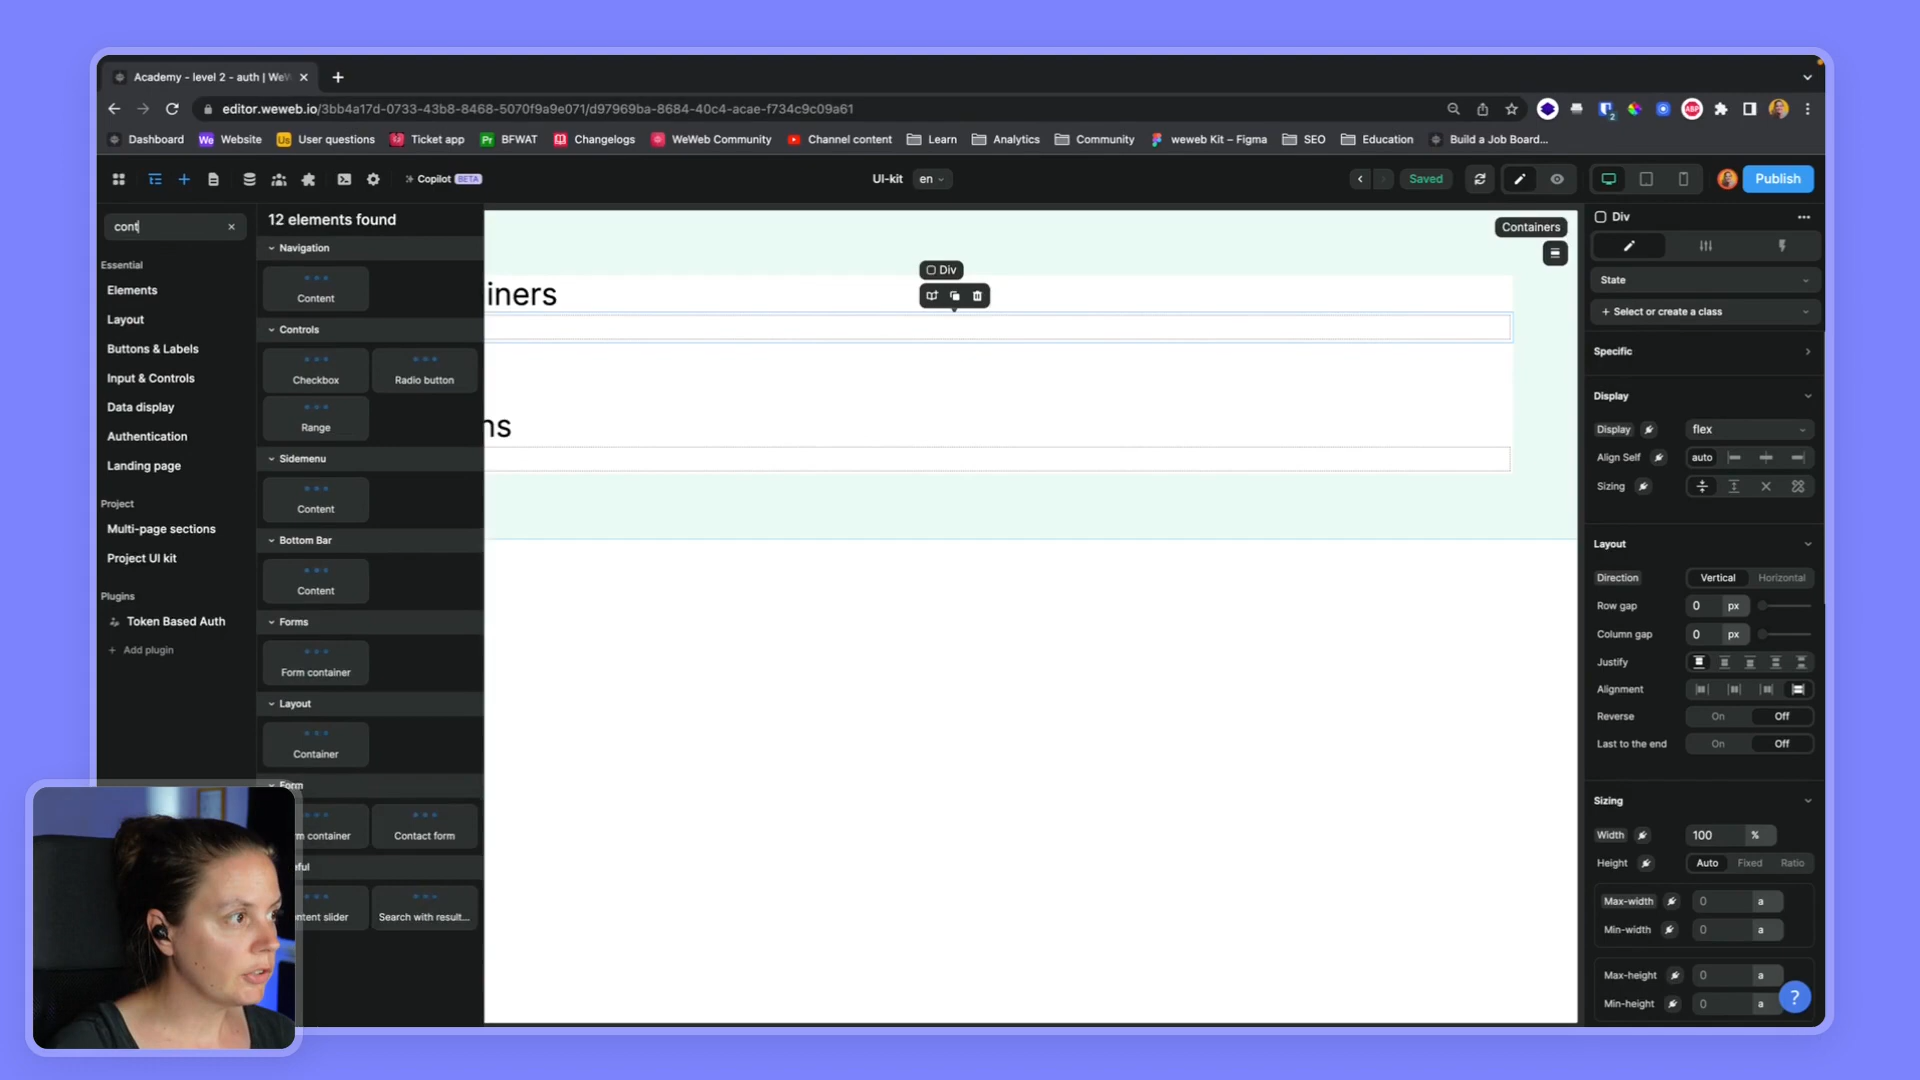 Academy - level 2 - auth | WeW
editor.weweb.io/3bb4a17d-0733-43b8-8468-5070f9a9e071/d97969ba-8684-40c4-acae-f734c9c09a61
Dashboard We Website Us User questions Ticket app Pr BFWAT Changelogs WeWeb Community Channel content Learn Analytics Community weweb Kit – Figma SEO Education Build a Job Board...
Copilot BETA UI-kit en Saved Publish
cont
Essential
Elements
Layout
Buttons & Labels
Input & Controls
Data display
Authentication
Landing page
Project
Multi-page sections
Project UI kit
Plugins
Token Based Auth
+ Add plugin
12 elements found
Navigation
Content
Controls
Checkbox Radio button
Range
Sidemenu
Content
Bottom Bar
Content
Forms
Form container
Layout
Container
Form
m container Contact form
eful
ntent slider Search with result...
Containers
Div
iners
ns
Div
State
+ Select or create a class
Specific
Display
Display flex
Align Self auto
Sizing
Layout
Direction Vertical Horizontal
Row gap 0 px
Column gap 0 px
Justify
Alignment
Reverse On Off
Last to the end On Off
Sizing
Width 100 %
Height Auto Fixed Ratio
Max-width 0 a
Min-width 0 a
Max-height 0 a
Min-height 0 a
?